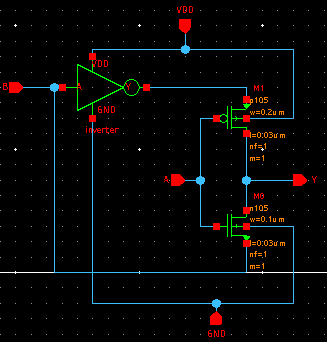 VDD
VDD
B
A
Y
GND
Inverter
M1
p105
w=0.2u m
l=0.03u m
nf=1
m=1
A
Y
M0
n105
w=0.1u m
l=0.03u m
nf=1
m=1
GND